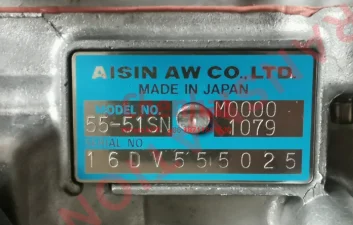 AISIN AW CO.,LTD.
MADE IN JAPAN
MODEL NO. M0000
55-51SN 1079
SERIAL NO
16DV555025